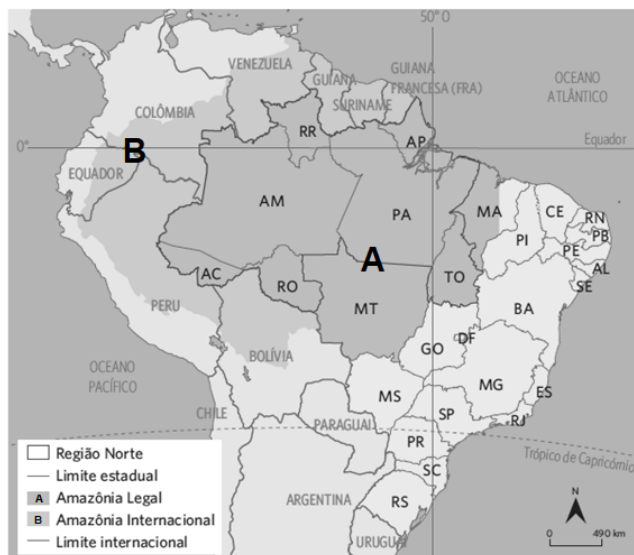 50° O
VENEZUELA
GUIANA
GUIANA
FRANCESA (FRA)
SURINAME
OCEANO
ATLÂNTICO
COLÔMBIA
RR
AP
0°
B
Equador
EQUADOR
AM
PA
MA
CE
RN
PB
PI
PE
AL
SE
A
TO
AC
RO
MT
BA
PERU
BOLÍVIA
GO
DF
MG
ES
OCEANO
PACÍFICO
MS
SP
RJ
CHILE
PARAGUAI
PR
Trópico de Capricórnio
SC
ARGENTINA
RS
URUGUAI
Região Norte
Limite estadual
A Amazônia Legal
B Amazônia Internacional
Limite internacional
N
0 490 km